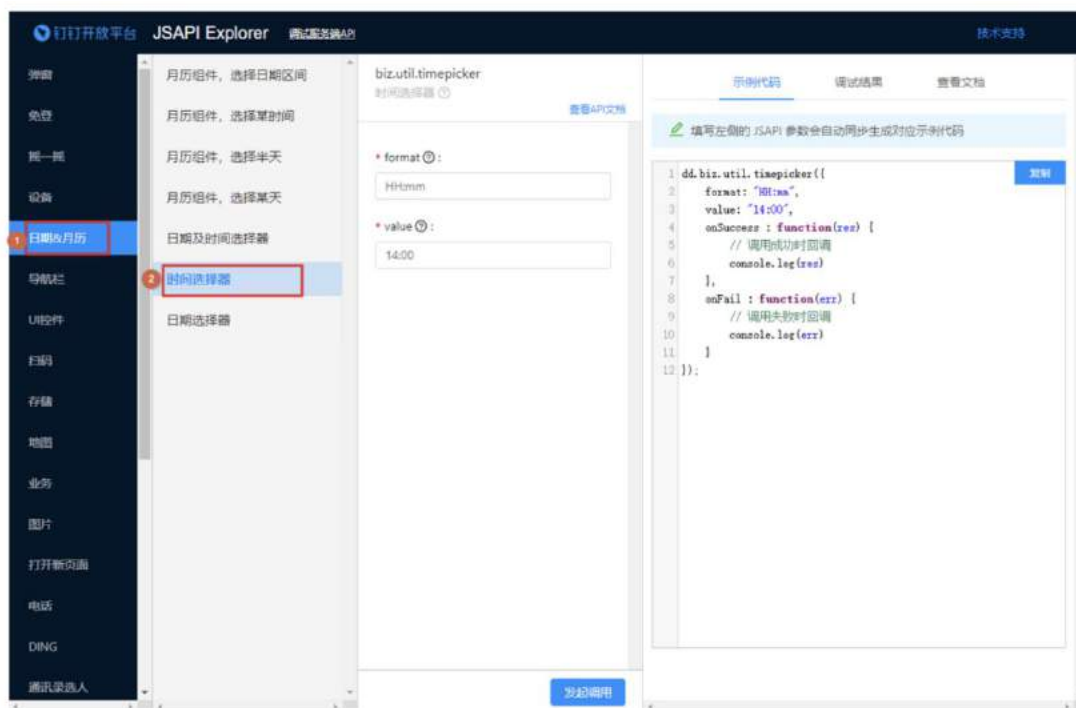 钉钉开放平台 JSAPI Explorer 调试服务端API 技术支持
弹窗
免登
摇一摇
设备
1 日期&月历
导航栏
UI控件
扫码
存储
地图
业务
图片
打开新页面
电话
DING
通讯录选人
月历组件，选择日期区间
月历组件，选择某时间
月历组件，选择半天
月历组件，选择某天
日期及时间选择器
2 时间选择器
日期选择器
biz.util.timepicker
时间选择器
查看API文档
* format :
HH:mm
* value :
14:00
发起调用
示例代码 调试结果 查看文档
填写左侧的 JSAPI 参数会自动同步生成对应示例代码
复制
1 dd.biz.util.timepicker({
2 format: "HH:mm",
3 value: "14:00",
4 onSuccess : function(res) {
5 // 调用成功时回调
6 console.log(res)
7 },
8 onFail : function(err) {
9 // 调用失败时回调
10 console.log(err)
11 }
12 });